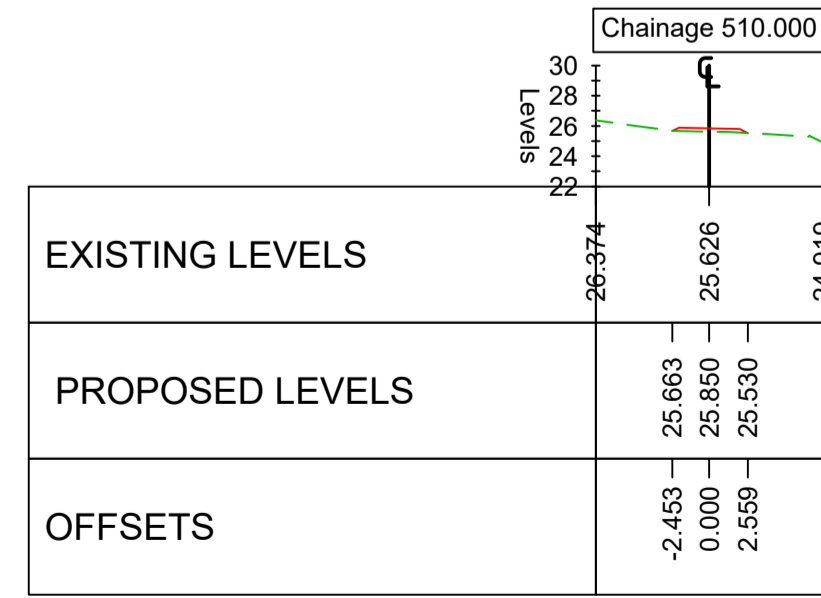 Chainage 510.000
30
28
26
24
22
Levels
CL
EXISTING LEVELS
26.374
25.626
PROPOSED LEVELS
25.663
25.850
25.530
OFFSETS
-2.453
0.000
2.559